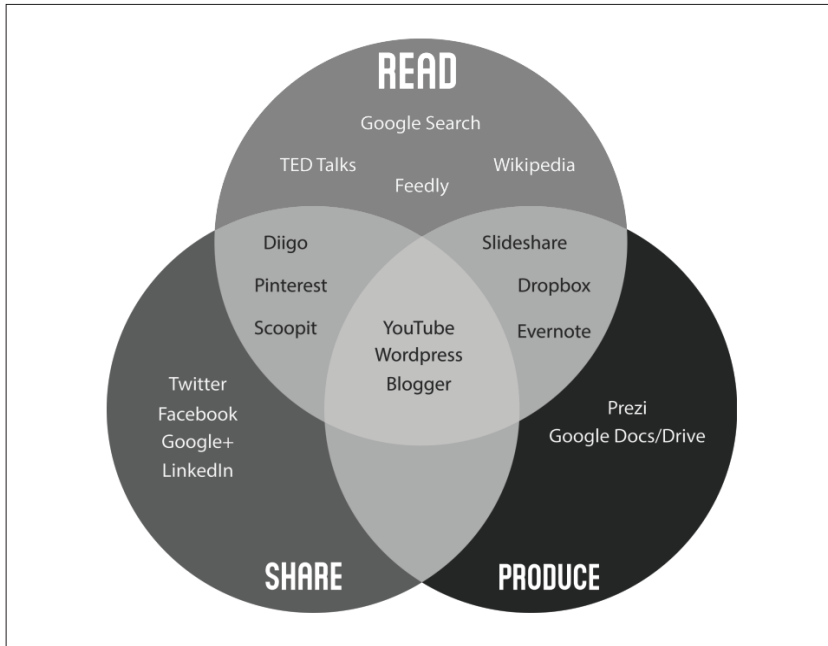 READ
Google Search
TED Talks
Wikipedia
Feedly
Diigo
Slideshare
Pinterest
Dropbox
Scoopit
YouTube
Evernote
Wordpress
Blogger
Twitter
Facebook
Google+
LinkedIn
Prezi
Google Docs/Drive
SHARE
PRODUCE